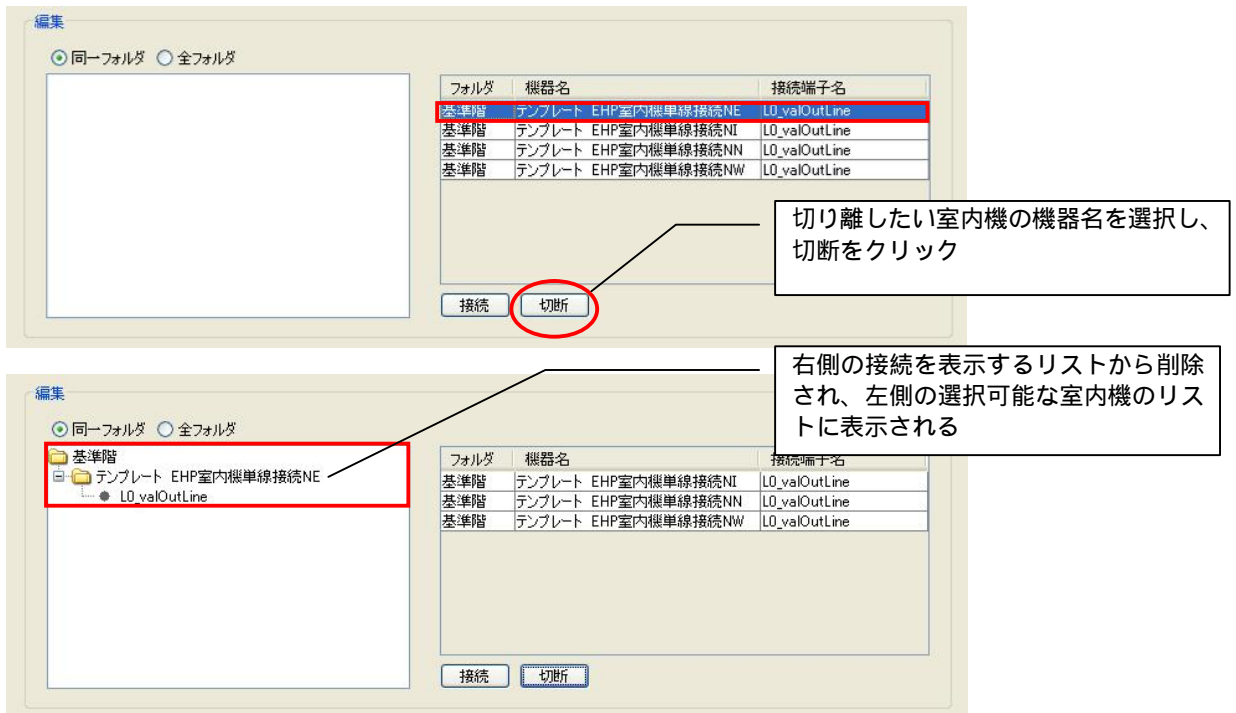 編集
同一フォルダ 全フォルダ
フォルダ 機器名 接続端子名
基準階 テンプレート EHP室内機単線接続NE L0_valOutLine
基準階 テンプレート EHP室内機単線接続NI L0_valOutLine
基準階 テンプレート EHP室内機単線接続NN L0_valOutLine
基準階 テンプレート EHP室内機単線接続NW L0_valOutLine
切り離したい室内機の機器名を選択し、
切断をクリック
接続 切断
右側の接続を表示するリストから削除
され、左側の選択可能な室内機のリス
トに表示される
編集
同一フォルダ 全フォルダ
基準階
テンプレート EHP室内機単線接続NE
L0_valOutLine
フォルダ 機器名 接続端子名
基準階 テンプレート EHP室内機単線接続NI L0_valOutLine
基準階 テンプレート EHP室内機単線接続NN L0_valOutLine
基準階 テンプレート EHP室内機単線接続NW L0_valOutLine
接続 切断